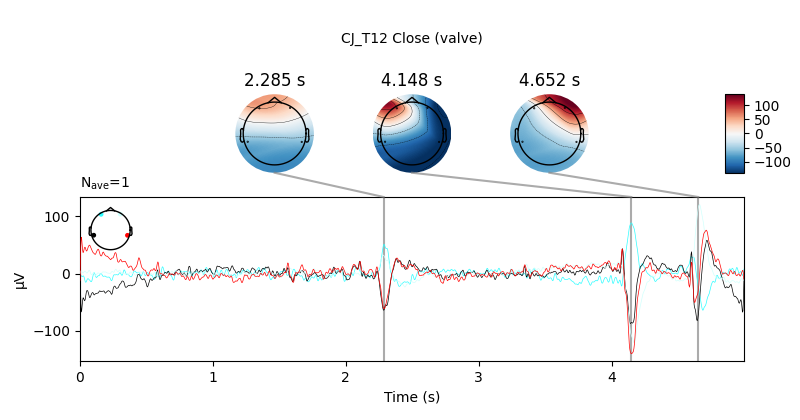 CJ_T12 Close (valve)
2.285 s 4.148 s 4.652 s
100
50
0
−50
−100
Nave=1
100
0
−100
µV
0 1 2 3 4
Time (s)